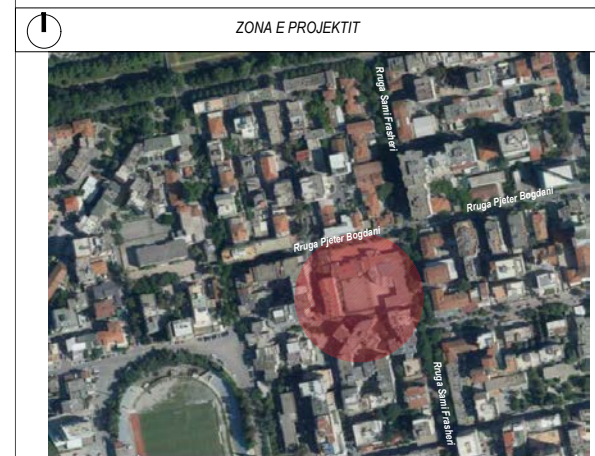 ZONA E PROJEKTIT
Rruga Sami Frasheri
Rruga Pjeter Bogdani
Rruga Pjeter Bogdani
Rruga Sami Frasheri